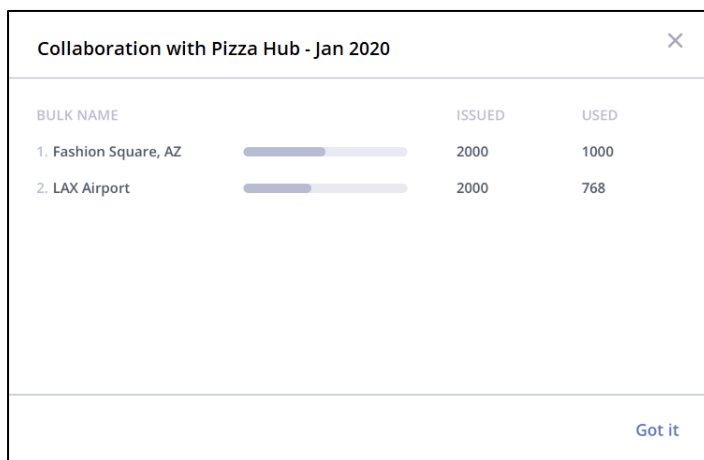 Collaboration with Pizza Hub - Jan 2020
BULK NAME ISSUED USED
1. Fashion Square, AZ 2000 1000
2. LAX Airport 2000 768
Got it